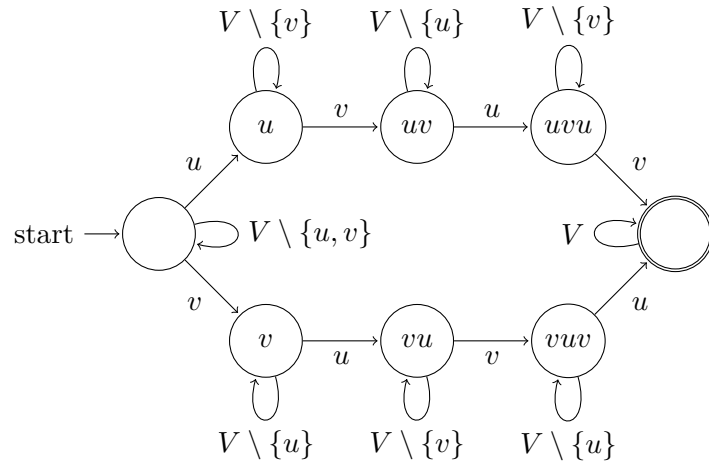 V \ {v} V \ {u} V \ {v}
u v uv u uvu
u v
start V \ {u, v} V
v u
v u vu v vuv
V \ {u} V \ {v} V \ {u}